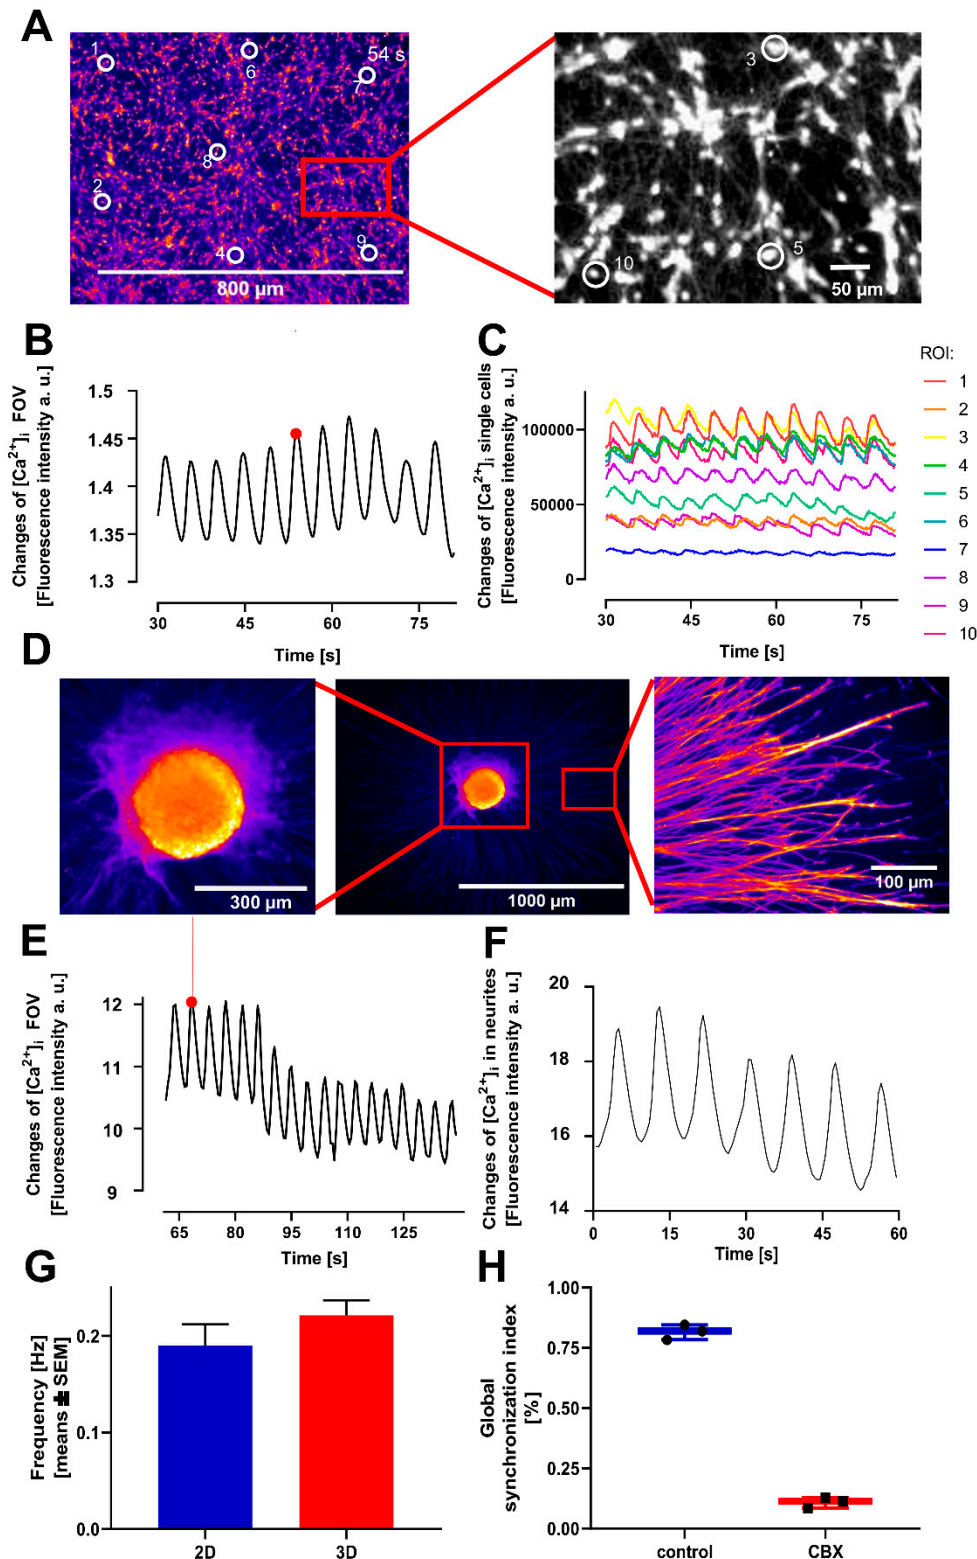 A
1
6
54 s
7
8
2
4
9
800 µm
3
5
10
50 µm
B
Changes of [Ca²⁺]ᵢ FOV
[Fluorescence intensity a. u.]
1.5
1.45
1.4
1.35
1.3
30 45 60 75
Time [s]
C
Changes of [Ca²⁺]ᵢ single cells
[Fluorescence intensity a. u.]
100000
50000
0
30 45 60 75
Time [s]
ROI:
1
2
3
4
5
6
7
8
9
10
D
300 µm
1000 µm
100 µm
E
Changes of [Ca²⁺]ᵢ FOV
[Fluorescence intensity a. u.]
12
11
10
9
65 80 95 110 125
Time [s]
F
Changes of [Ca²⁺]ᵢ in neurites
[Fluorescence intensity a. u.]
20
18
16
14
0 15 30 45 60
Time [s]
G
Frequency [Hz]
[means ± SEM]
0.2
0.1
0.0
2D 3D
H
Global
synchronization index
[%]
1.00
0.75
0.50
0.25
0.00
control CBX